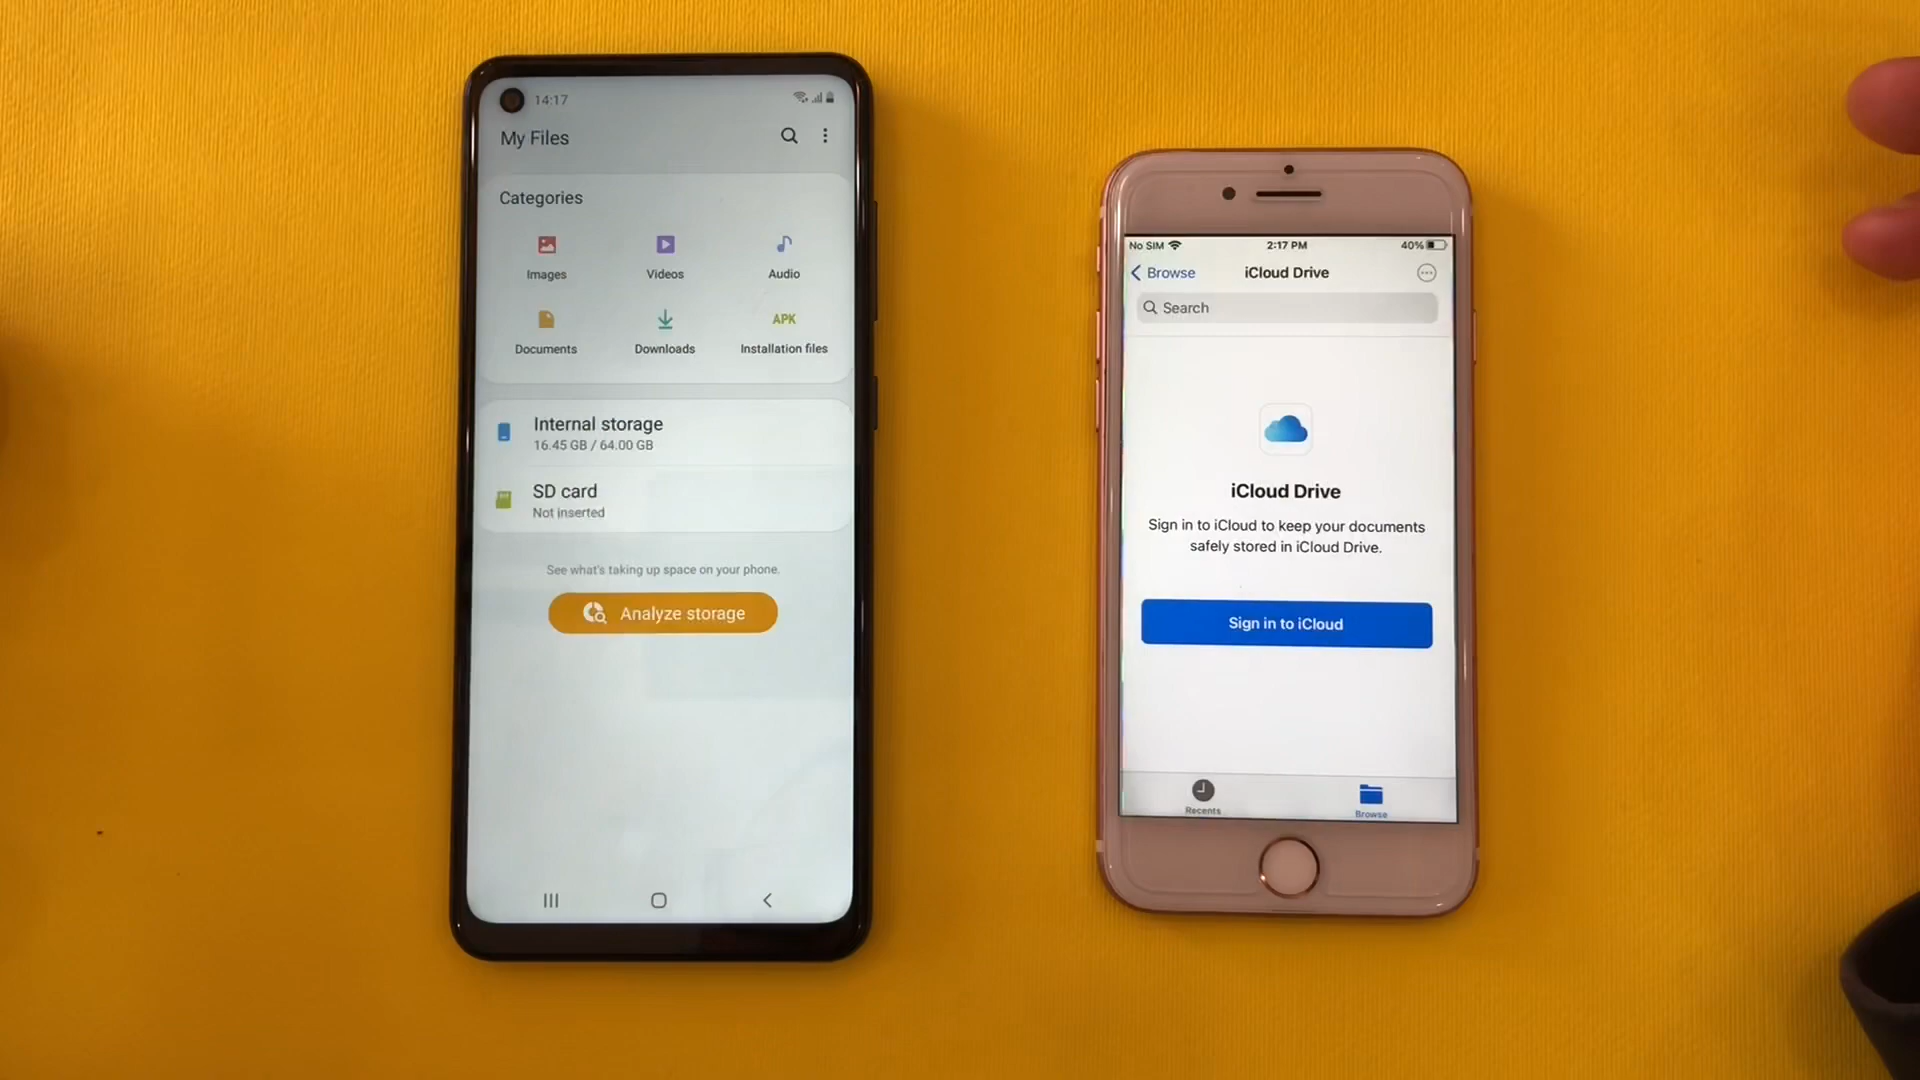 14:17
My Files
Categories
Images
Videos
Audio
APK
Documents
Downloads
Installation files
Internal storage
16.45 GB / 64.00 GB
SD card
Not inserted
See what's taking up space on your phone.
Analyze storage
No SIM
2:17 PM
40%
Browse
iCloud Drive
Search
iCloud Drive
Sign in to iCloud to keep your documents
safely stored in iCloud Drive.
Sign in to iCloud
Recents
Browse